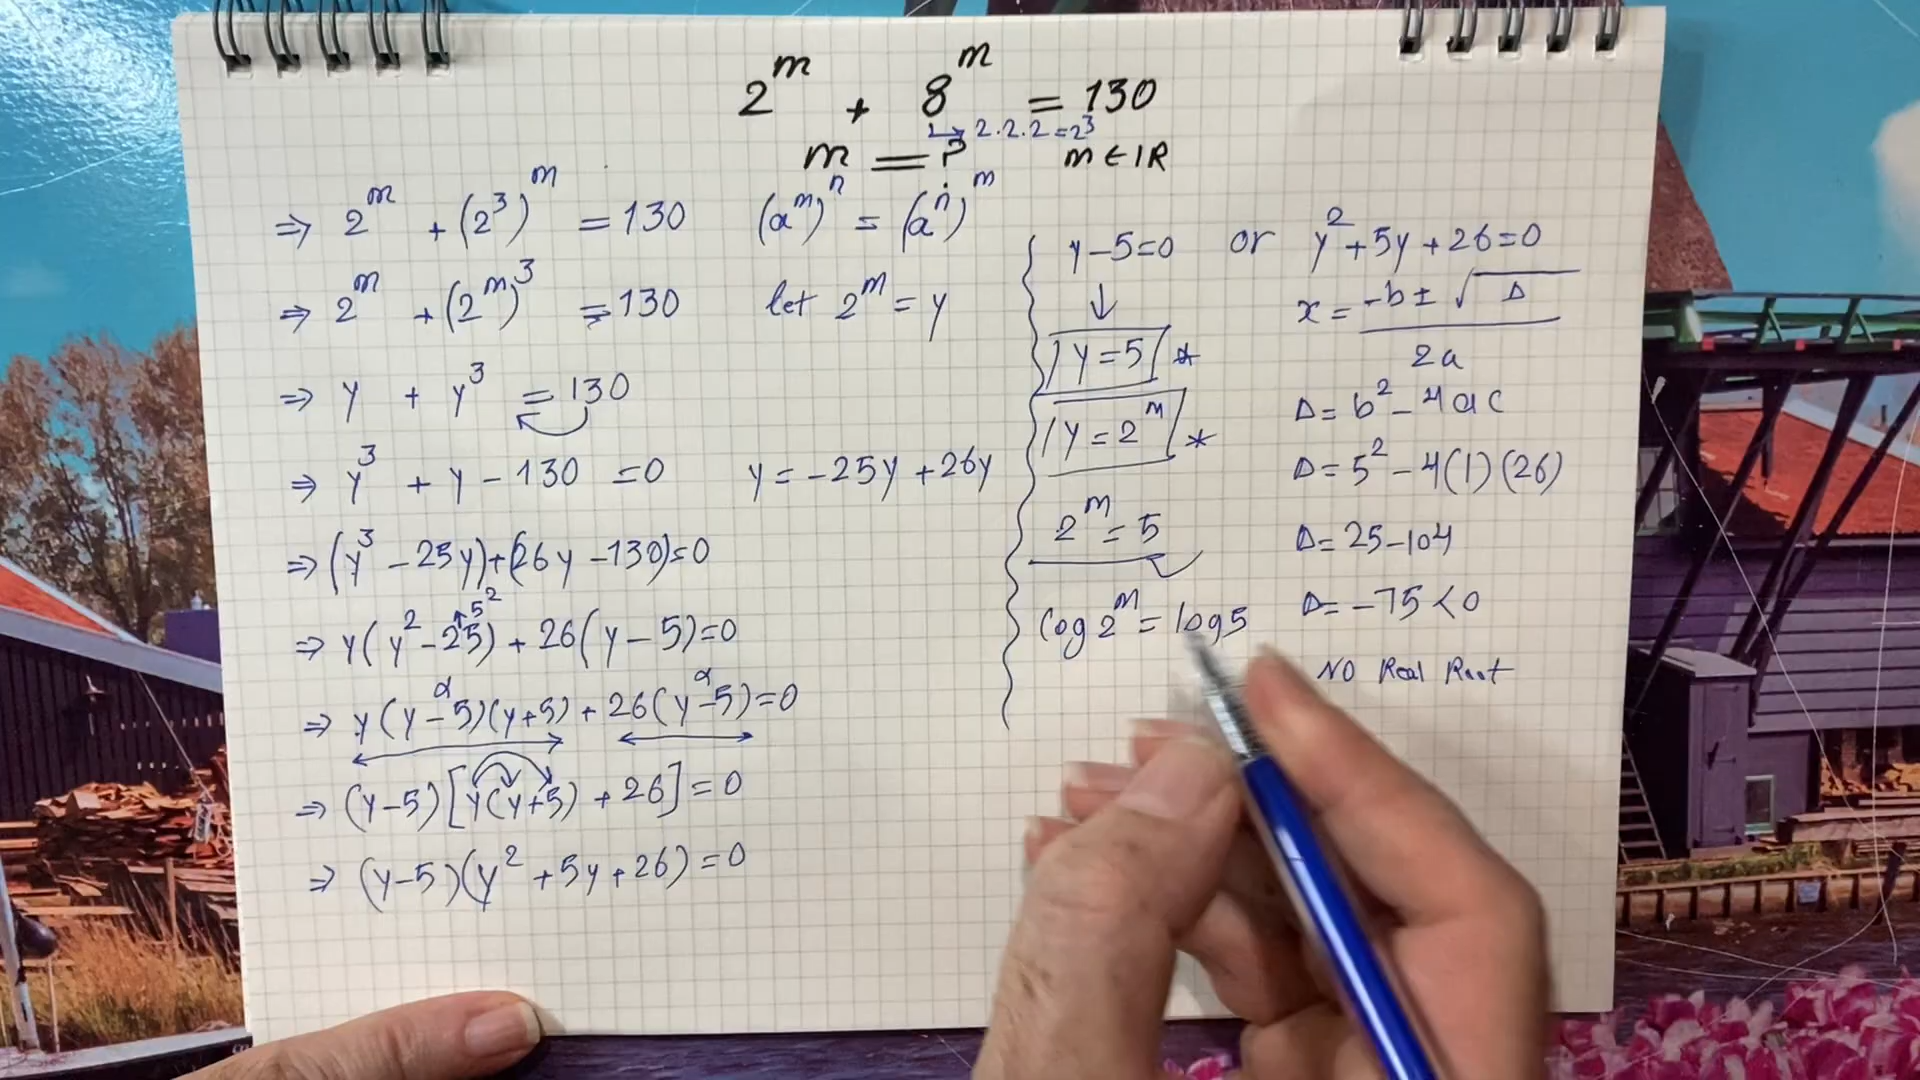 2^m + 8^m = 130
↳ 2.2.2 = 2^3
m = ? m ∈ IR
⇒ 2^m + (2^3)^m = 130 (a^m)^n = (a^n)^m
⇒ 2^m + (2^m)^3 = 130 let 2^m = y
⇒ y + y^3 = 130
⇒ y^3 + y - 130 = 0 y = -25y + 26y
⇒ (y^3 - 25y) + (26y - 130) = 0
⇒ y(y^2 - 25) + 26(y - 5) = 0
↑5^2
⇒ y(y - 5)(y + 5) + 26(y - 5) = 0
⇒ (y-5)[y(y+5) + 26] = 0
⇒ (y-5)(y^2 + 5y + 26) = 0
y - 5 = 0 or y^2 + 5y + 26 = 0
↓
y = 5 *
y = 2^m *
2^m = 5
log 2^m = log 5
x = (-b ± √Δ) / 2a
Δ = b^2 - 4ac
Δ = 5^2 - 4(1)(26)
Δ = 25 - 104
Δ = -75 < 0
NO Real Root